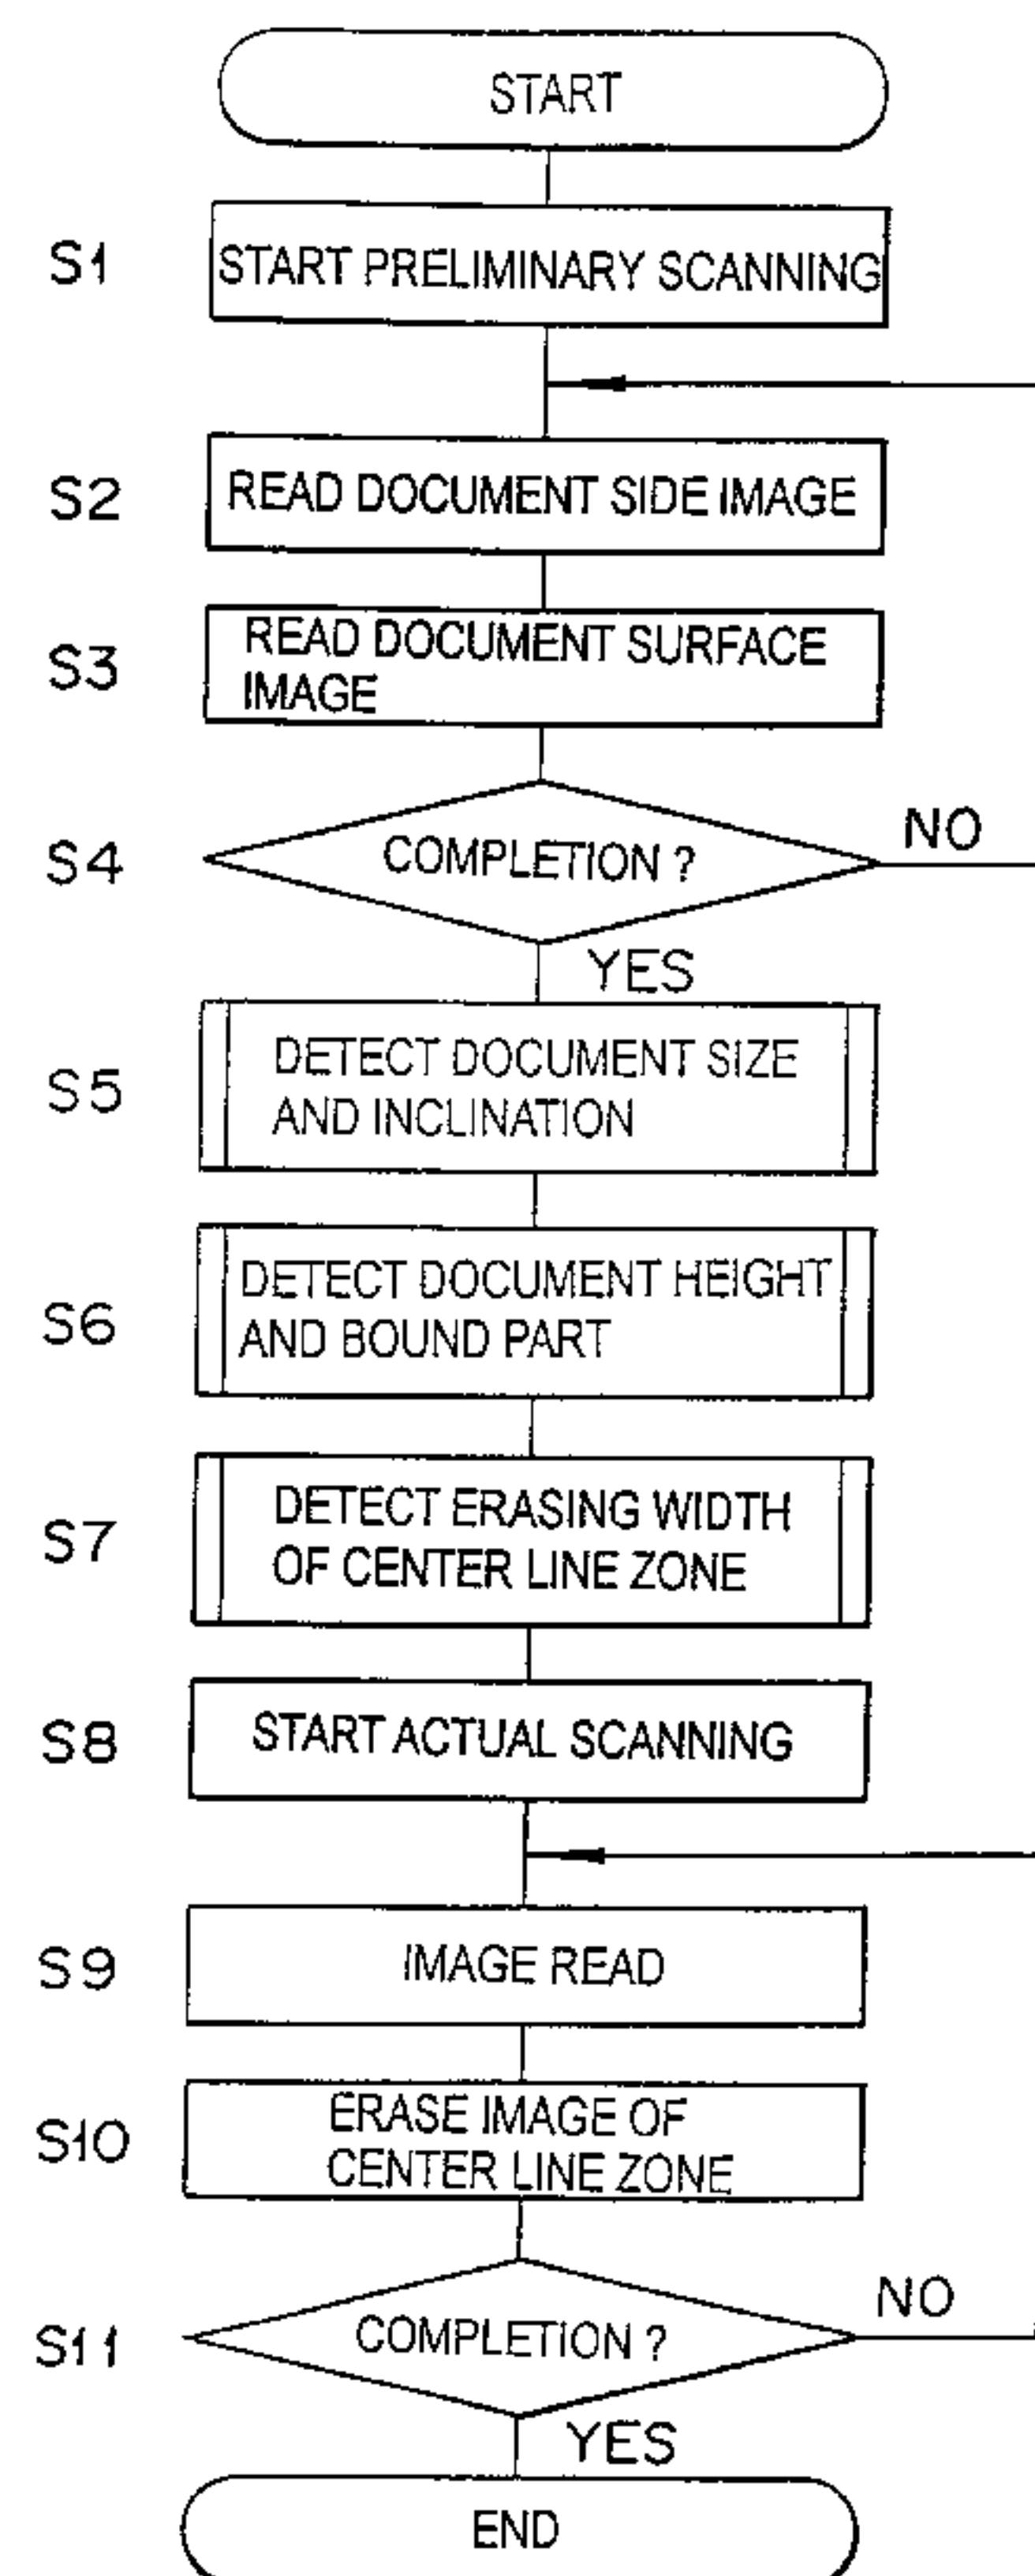 START
S1
START PRELIMINARY SCANNING
S2
READ DOCUMENT SIDE IMAGE
S3
READ DOCUMENT SURFACE
IMAGE
S4
COMPLETION ?
NO
YES
S5
DETECT DOCUMENT SIZE
AND INCLINATION
S6
DETECT DOCUMENT HEIGHT
AND BOUND PART
S7
DETECT ERASING WIDTH
OF CENTER LINE ZONE
S8
START ACTUAL SCANNING
S9
IMAGE READ
S10
ERASE IMAGE OF
CENTER LINE ZONE
S11
COMPLETION ?
NO
YES
END